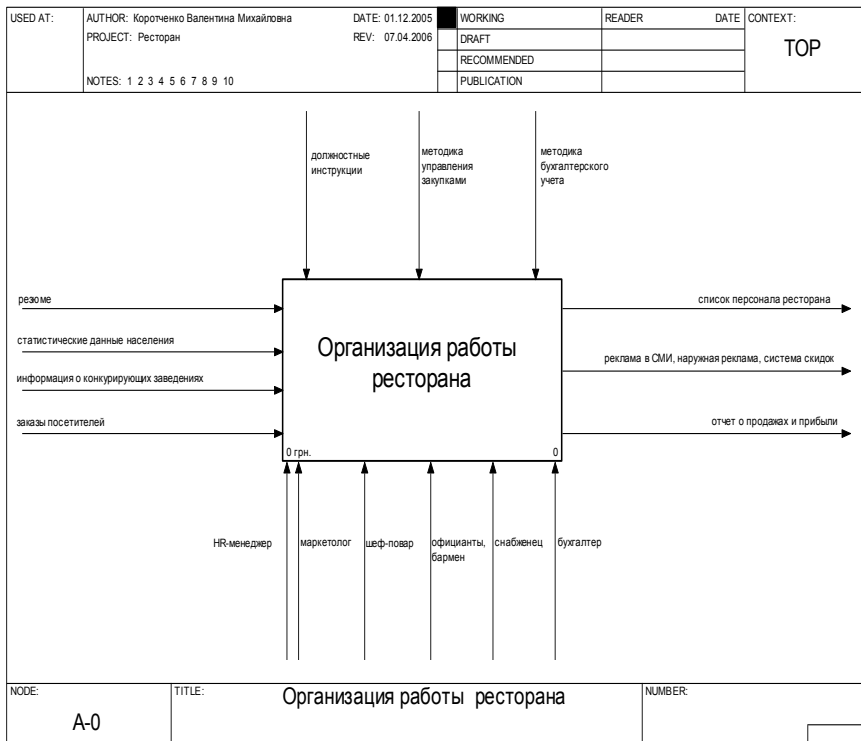 USED AT:
AUTHOR: Коротченко Валентина Михайловна
DATE: 01.12.2005
PROJECT: Ресторан
REV: 07.04.2006
NOTES: 1 2 3 4 5 6 7 8 9 10
WORKING
DRAFT
RECOMMENDED
PUBLICATION
READER
DATE
CONTEXT:
TOP
должностные
инструкции
методика
управления
закупками
методика
бухгалтерского
учета
резюме
статистические данные населения
информация о конкурирующих заведениях
заказы посетителей
Организация работы
ресторана
0 грн.
0
список персонала ресторана
реклама в СМИ, наружная реклама, система скидок
отчет о продажах и прибыли
HR-менеджер
маркетолог
шеф-повар
официанты,
бармен
снабженец
бухгалтер
NODE:
A-0
TITLE:
Организация работы ресторана
NUMBER: